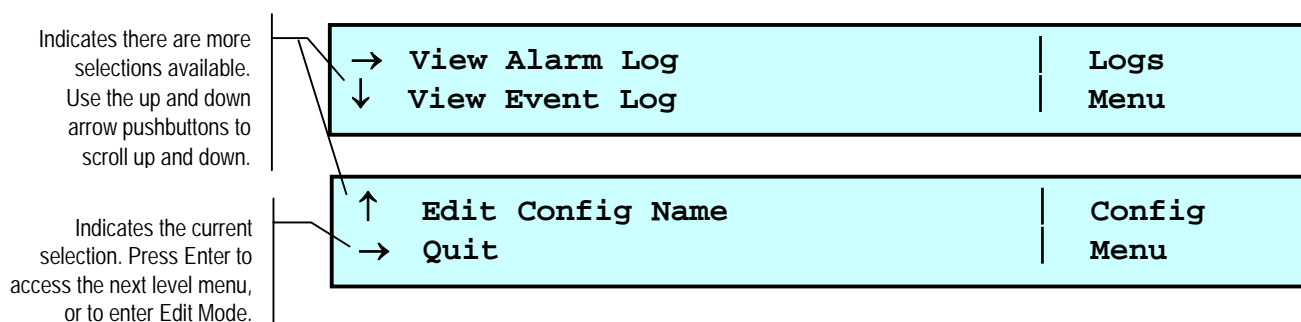 Indicates there are more
selections available.
Use the up and down
arrow pushbuttons to
scroll up and down.
→ View Alarm Log | Logs
↓ View Event Log | Menu
Indicates the current
selection. Press Enter to
access the next level menu,
or to enter Edit Mode.
↑ Edit Config Name | Config
→ Quit | Menu